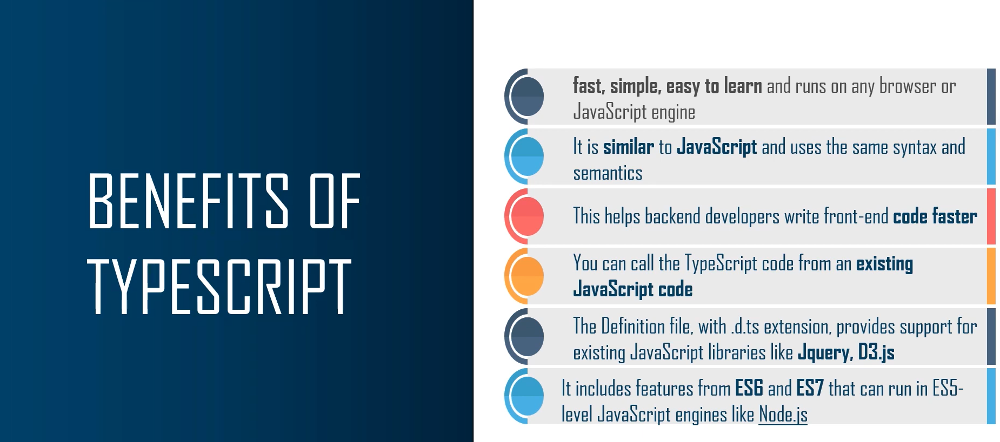 BENEFITS OF
TYPESCRIPT
fast, simple, easy to learn and runs on any browser or
JavaScript engine
It is similar to JavaScript and uses the same syntax and
semantics
This helps backend developers write front-end code faster
You can call the TypeScript code from an existing
JavaScript code
The Definition file, with .d.ts extension, provides support for
existing JavaScript libraries like Jquery, D3.js
It includes features from ES6 and ES7 that can run in ES5-
level JavaScript engines like Node.js